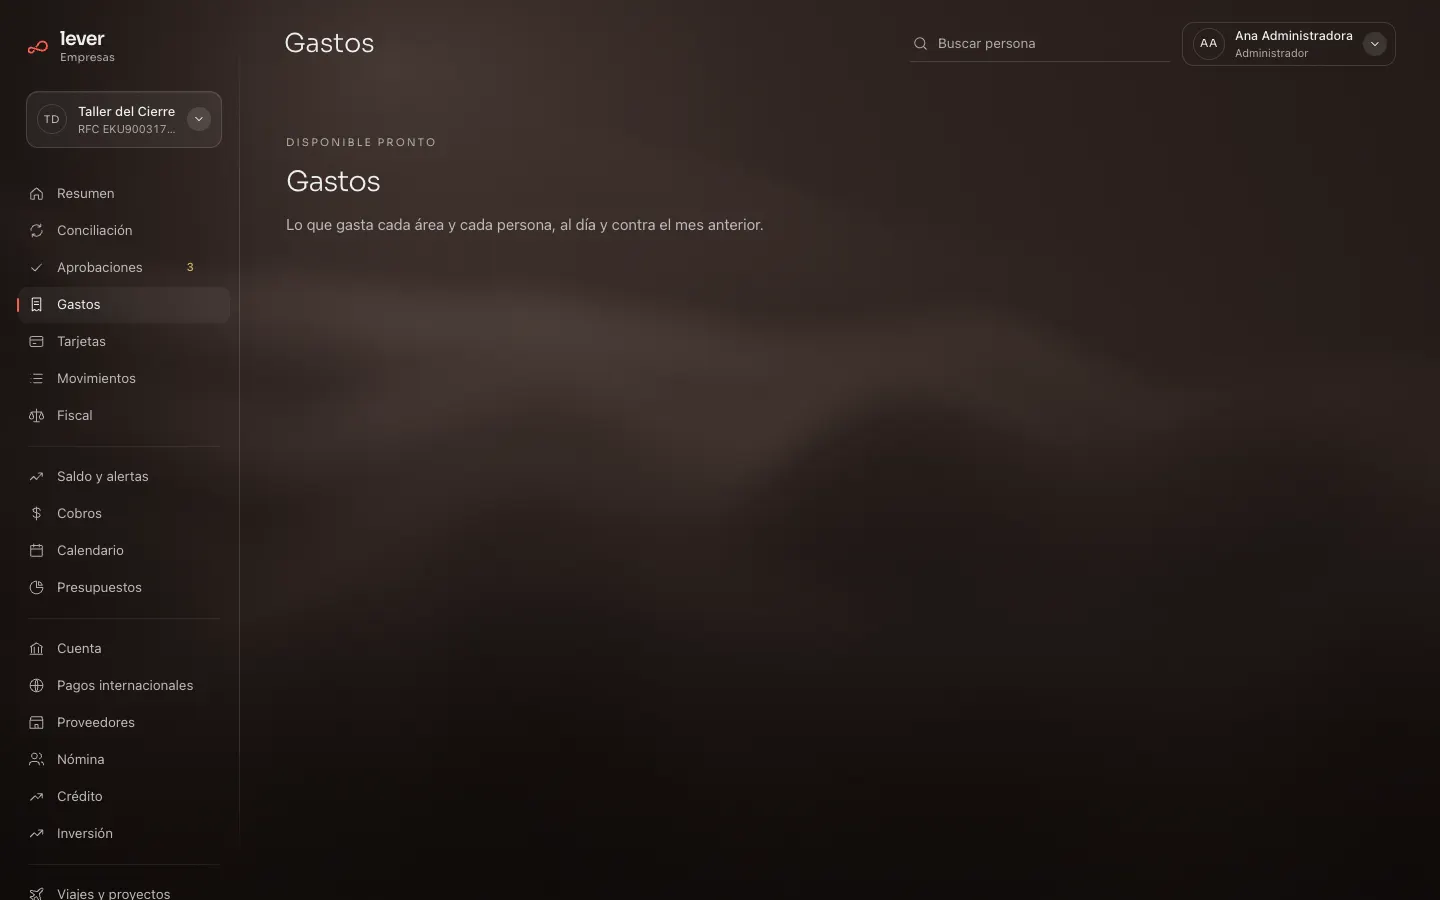 lever
Empresas
Gastos
Buscar persona
AA
Ana Administradora
Administrador
TD
Taller del Cierre
RFC EKU900317...
DISPONIBLE PRONTO
Gastos
Lo que gasta cada área y cada persona, al día y contra el mes anterior.
Resumen
Conciliación
Aprobaciones 3
Gastos
Tarjetas
Movimientos
Fiscal
Saldo y alertas
Cobros
Calendario
Presupuestos
Cuenta
Pagos internacionales
Proveedores
Nómina
Crédito
Inversión
Viajes y proyectos